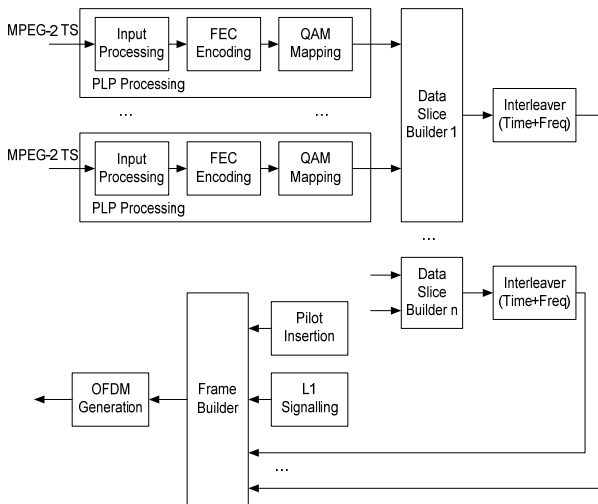 MPEG-2 TS
Input
Processing
FEC
Encoding
QAM
Mapping
PLP Processing
...
...
MPEG-2 TS
Input
Processing
FEC
Encoding
QAM
Mapping
PLP Processing
Data
Slice
Builder 1
Interleaver
(Time+Freq)
...
Data
Slice
Builder n
Interleaver
(Time+Freq)
Pilot
Insertion
OFDM
Generation
Frame
Builder
L1
Signalling
...